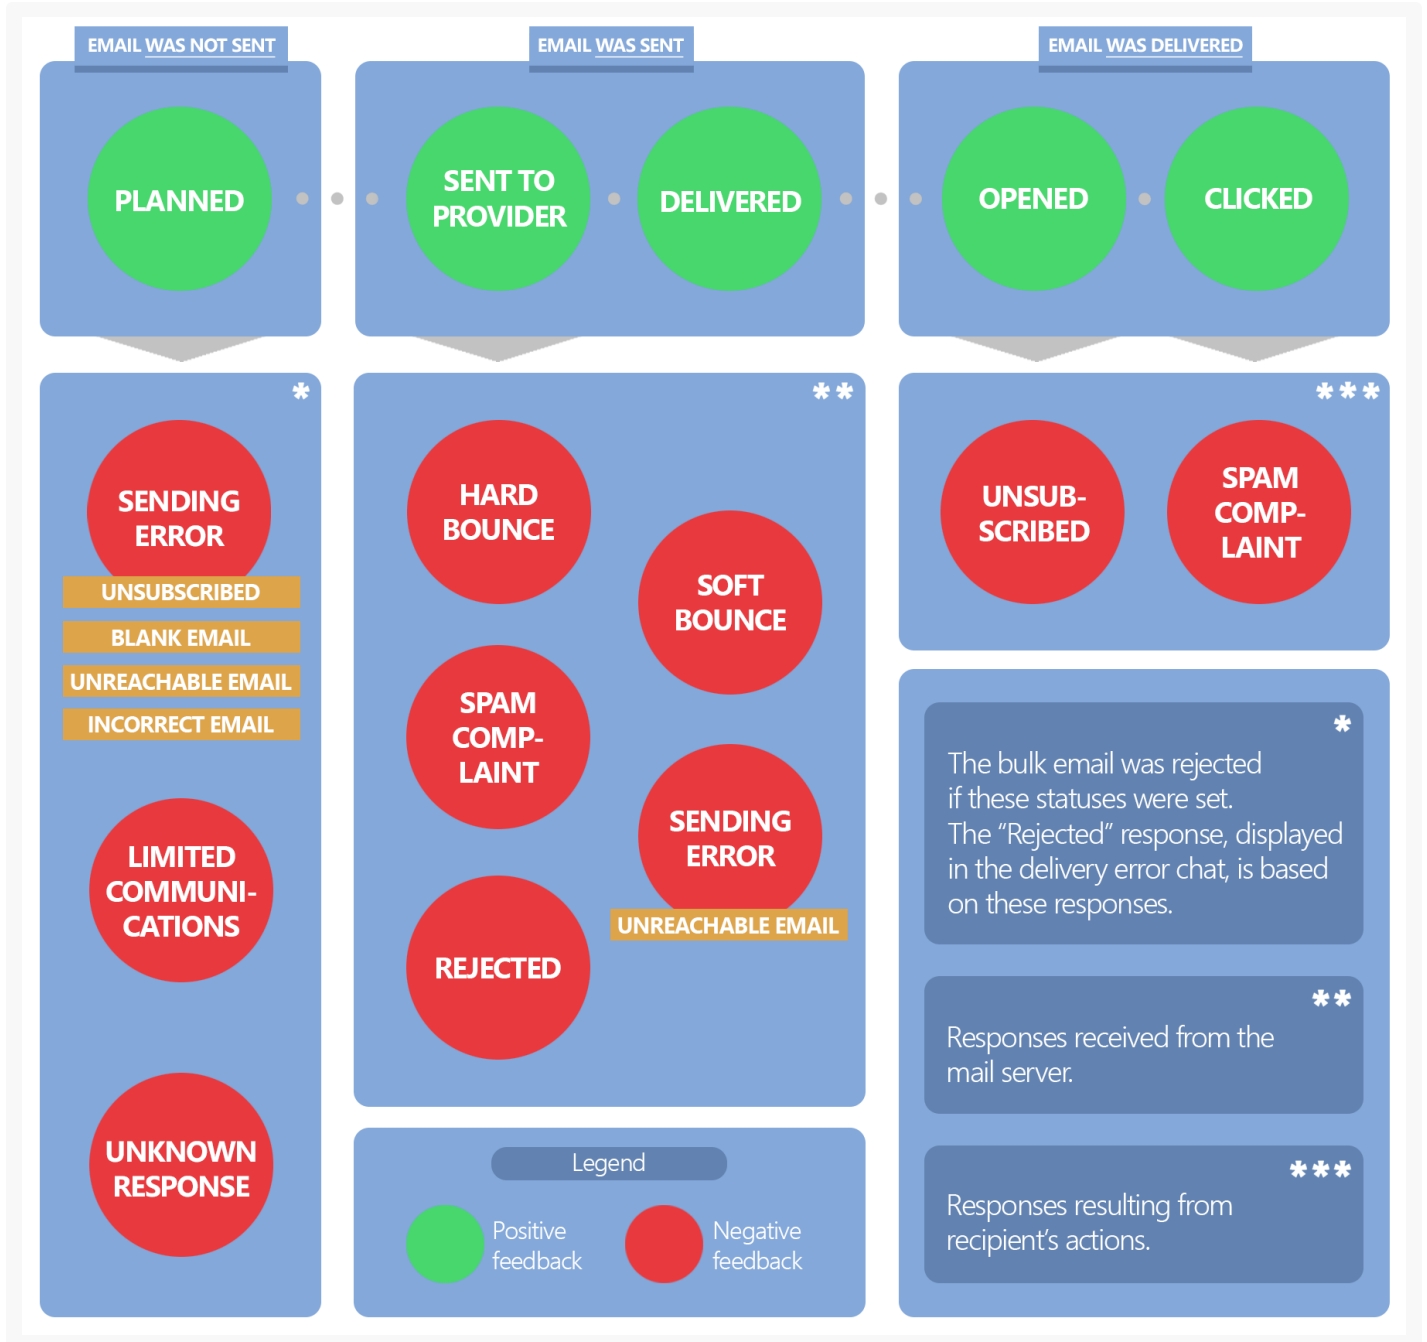 EMAIL WAS NOT SENT
PLANNED
*
SENDING
ERROR
UNSUBSCRIBED
BLANK EMAIL
UNREACHABLE EMAIL
INCORRECT EMAIL
LIMITED
COMMUNI-
CATIONS
UNKNOWN
RESPONSE
EMAIL WAS SENT
SENT TO
PROVIDER
DELIVERED
**
HARD
BOUNCE
SOFT
BOUNCE
SPAM
COMP-
LAINT
SENDING
ERROR
UNREACHABLE EMAIL
REJECTED
Legend
Positive
feedback
Negative
feedback
EMAIL WAS DELIVERED
OPENED
CLICKED
***
UNSUB-
SCRIBED
SPAM
COMP-
LAINT
*
The bulk email was rejected
if these statuses were set.
The “Rejected” response, displayed
in the delivery error chat, is based
on these responses.
**
Responses received from the
mail server.
***
Responses resulting from
recipient’s actions.